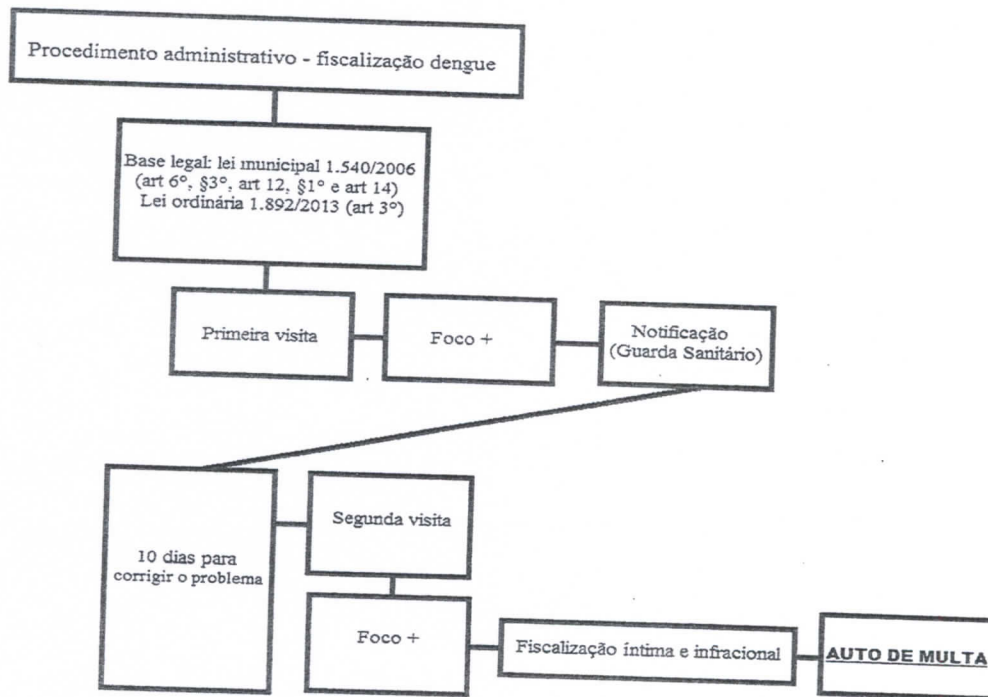 Procedimento administrativo - fiscalização dengue
Base legal: lei municipal 1.540/2006
(art 6º, §3º, art 12, §1º e art 14)
Lei ordinária 1.892/2013 (art 3º)
Primeira visita
Foco +
Notificação
(Guarda Sanitário)
10 dias para
corrigir o problema
Segunda visita
Foco +
Fiscalização íntima e infracional
AUTO DE MULTA